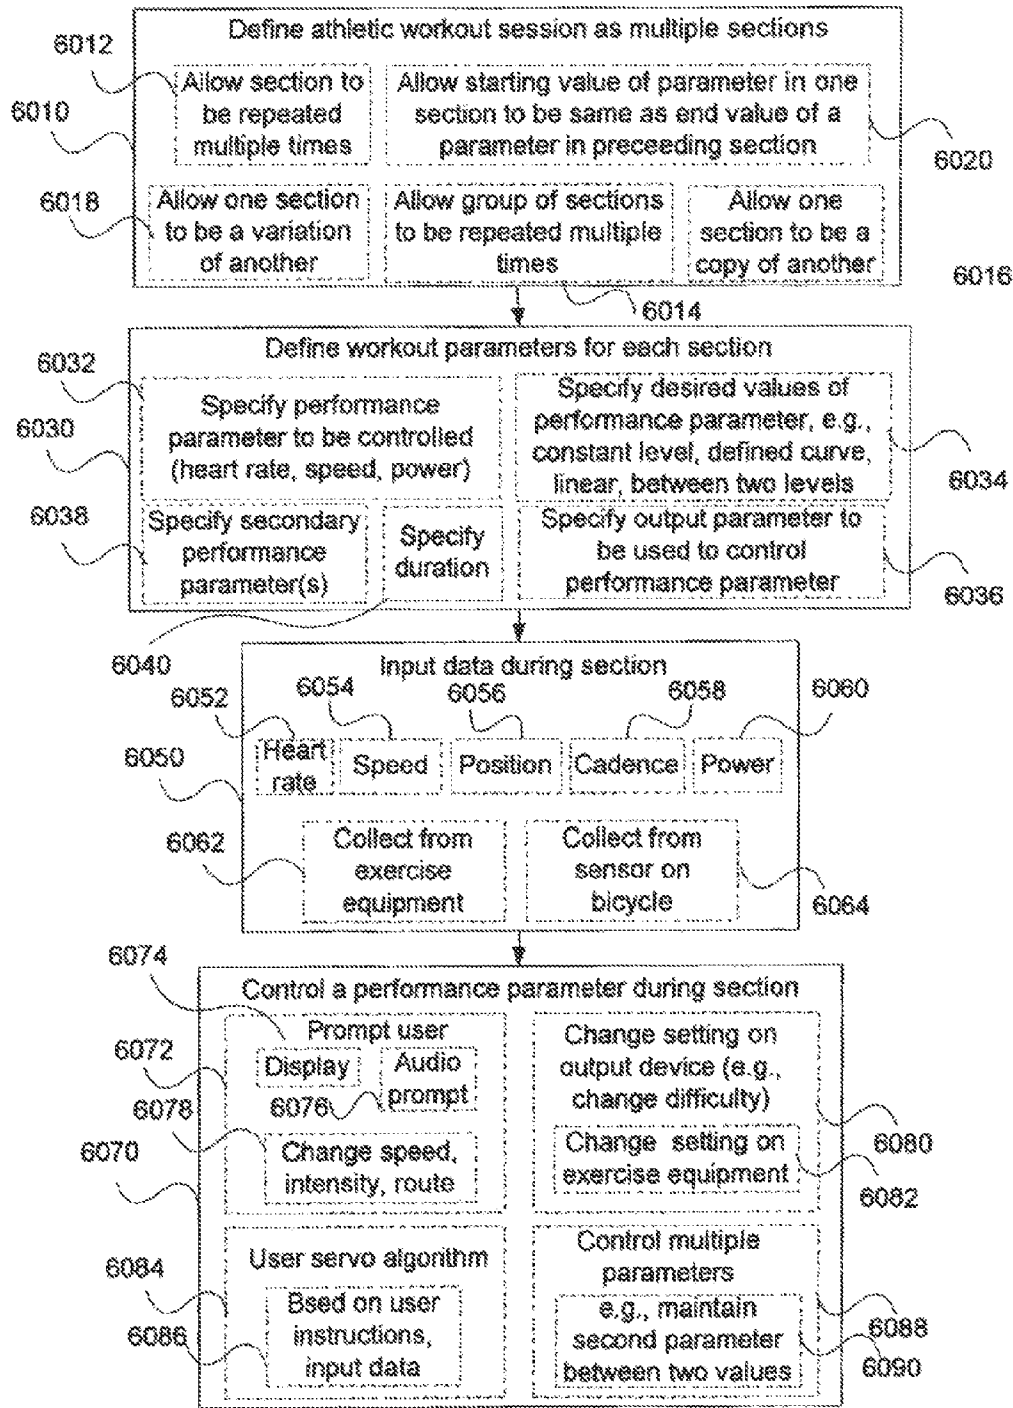 Define athletic workout session as multiple sections
6012
Allow section to
be repeated
multiple times
Allow starting value of parameter in one
section to be same as end value of a
parameter in preceeding section
6010
6020
6018
Allow one section
to be a variation
of another
Allow group of sections
to be repeated multiple
times
Allow one
section to be a
copy of another
6016
6014
Define workout parameters for each section
6032
Specify performance
parameter to be controlled
(heart rate, speed, power)
Specify desired values of
performance parameter, e.g.,
constant level, defined curve,
linear, between two levels
6030
6034
6038
Specify secondary
performance
parameter(s)
Specify
duration
Specify output parameter to
be used to control
performance parameter
6036
6040
Input data during section
6052
6054
6056
6058
6060
Heart
rate
Speed
Position
Cadence
Power
6050
6062
Collect from
exercise
equipment
Collect from
sensor on
bicycle
6064
6074
Control a performance parameter during section
6072
Prompt user
Display
Audio
prompt
6076
6078
Change speed,
intensity, route
6070
Change setting on
output device (e.g.,
change difficulty)
6080
Change setting on
exercise equipment
6082
6084
User servo algorithm
6086
Bsed on user
instructions,
input data
Control multiple
parameters
6088
e.g., maintain
second parameter
between two values
6090